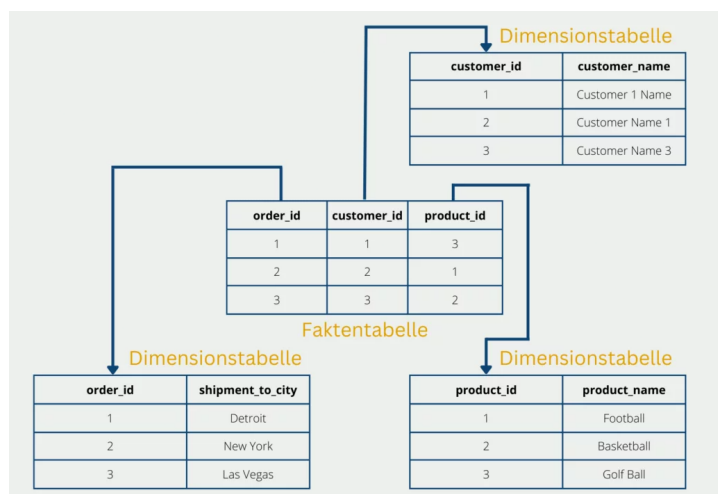 Dimensionstabelle
customer_id customer_name
1 Customer 1 Name
2 Customer Name 1
3 Customer Name 3
order_id customer_id product_id
1 1 3
2 2 1
3 3 2
Faktentabelle
Dimensionstabelle
order_id shipment_to_city
1 Detroit
2 New York
3 Las Vegas
Dimensionstabelle
product_id product_name
1 Football
2 Basketball
3 Golf Ball